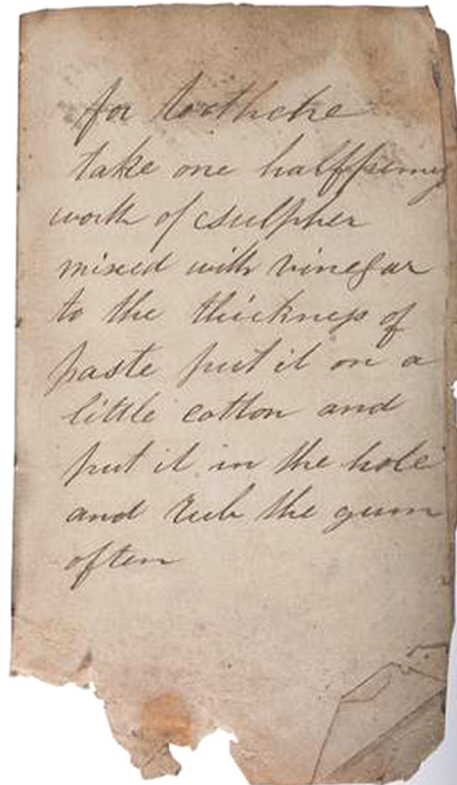 for toothche
take one halfpenny
worth of sulpher
mixed with vinegar
to the thickness of
paste put it on a
little cotton and
put it in the hole
and rub the gum
often